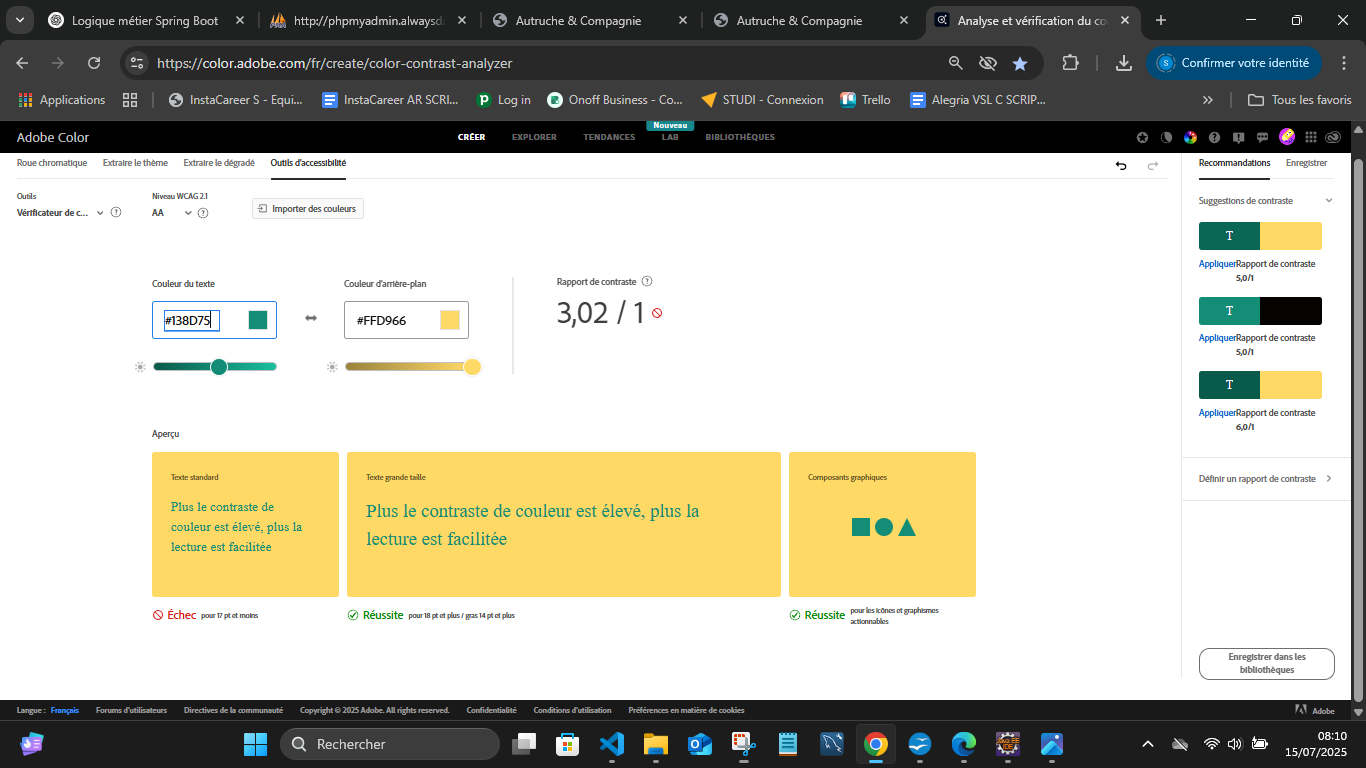 Logique métier Spring Boot
http://phpmyadmin.alwaysda
Autruche & Compagnie
Autruche & Compagnie
Analyse et vérification du co
https://color.adobe.com/fr/create/color-contrast-analyzer
S
Confirmer votre identité
Applications
InstaCareer S - Equi...
InstaCareer AR SCRI...
Log in
Onoff Business - Co...
STUDI - Connexion
Trello
Alegria VSL C SCRIP...
Tous les favoris
Adobe Color
CRÉER
EXPLORER
TENDANCES
Nouveau
LAB
BIBLIOTHÈQUES
Roue chromatique
Extraire le thème
Extraire le dégradé
Outils d'accessibilité
Recommandations
Enregistrer
Outils
Vérificateur de c...
Niveau WCAG 2.1
AA
Importer des couleurs
Suggestions de contraste
T
Appliquer Rapport de contraste
5,0/1
T
Appliquer Rapport de contraste
5,0/1
T
Appliquer Rapport de contraste
6,0/1
Définir un rapport de contraste
Couleur du texte
#138D75
Couleur d'arrière-plan
#FFD966
Rapport de contraste
3,02 / 1
Aperçu
Texte standard
Plus le contraste de
couleur est élevé, plus la
lecture est facilitée
Texte grande taille
Plus le contraste de couleur est élevé, plus la
lecture est facilitée
Composants graphiques
Échec pour 17 pt et moins
Réussite pour 18 pt et plus / gras 14 pt et plus
Réussite pour les icônes et graphismes
actionnables
Enregistrer dans les
bibliothèques
Langue : Français
Forums d'utilisateurs
Directives de la communauté
Copyright © 2025 Adobe. All rights reserved.
Confidentialité
Conditions d'utilisation
Préférences en matière de cookies
Adobe
Rechercher
08:10
15/07/2025